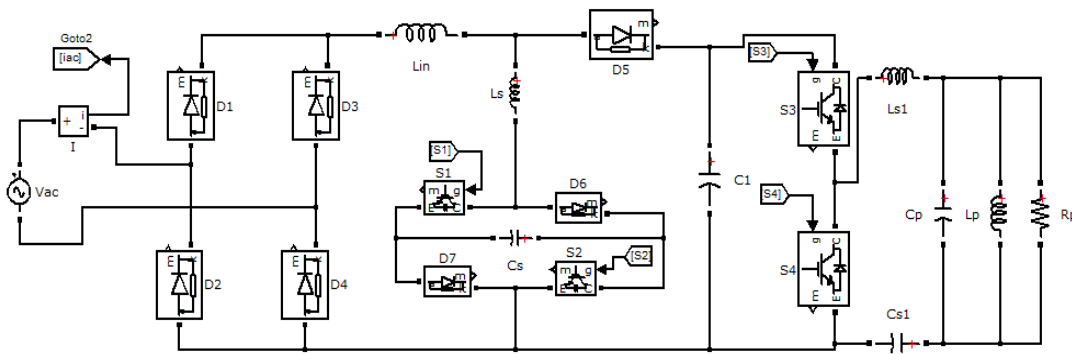 Goto2
[iac]
+
i
-
I
Vac
E
K
D1
E
K
D3
E
K
D2
E
K
D4
+
Lin
Ls
+
m
a
k
D5
[S1]
S1
m
g
E
C
D6
m
a
k
Cs
+
D7
m
a
k
S2
m
g
E
C
[S2]
+
C1
[S3]
g
C
S3
E
E
[S4]
g
C
S4
E
E
+
Ls1
+
Cp
+
Lp
+
Rp
Cs1
+